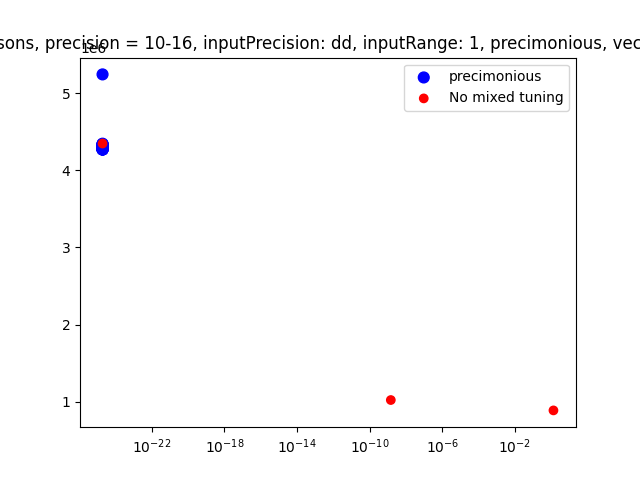 sons, precision = 10-16, inputPrecision: dd, inputRange: 1, precimonious, vec
1e6
precimonious
No mixed tuning
5
4
3
2
1
10⁻²² 10⁻¹⁸ 10⁻¹⁴ 10⁻¹⁰ 10⁻⁶ 10⁻²